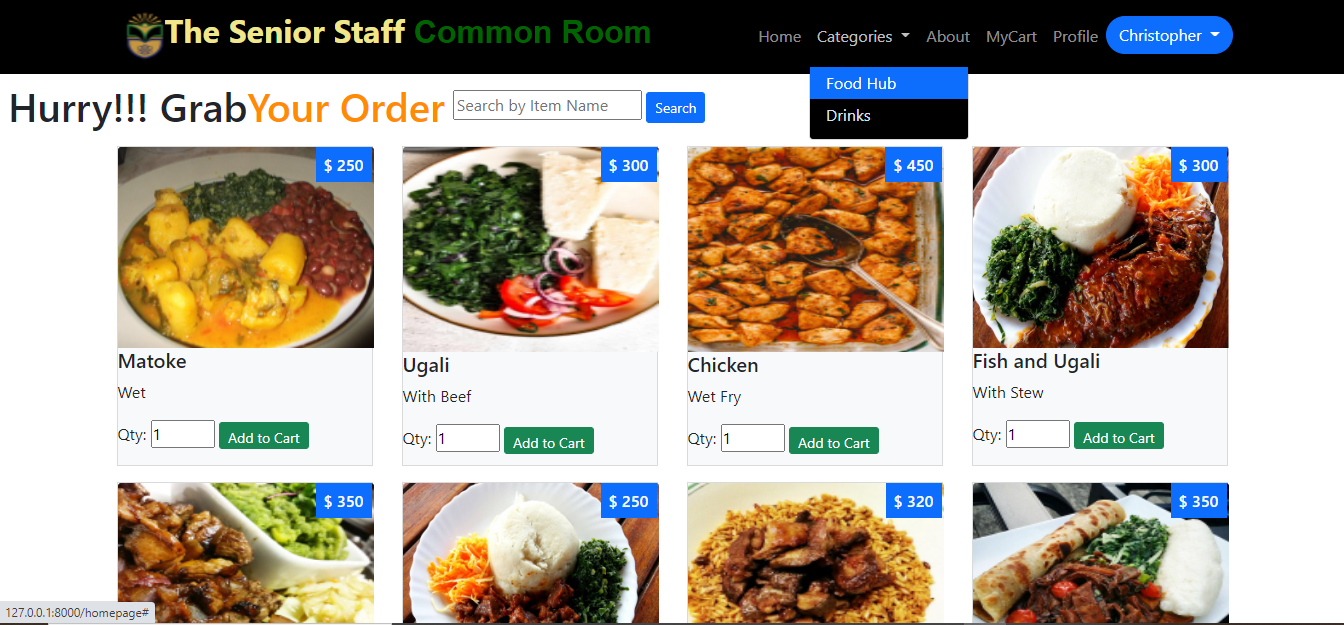 The Senior Staff Common Room
Home Categories About MyCart Profile Christopher
Food Hub
Drinks
Hurry!!! GrabYour Order Search by Item Name Search
$ 250 $ 300 $ 450 $ 300
Matoke Ugali Chicken Fish and Ugali
Wet With Beef Wet Fry With Stew
Qty: 1 Add to Cart Qty: 1 Add to Cart Qty: 1 Add to Cart Qty: 1 Add to Cart
$ 350 $ 250 $ 320 $ 350
127.0.0.1:8000/homepage#